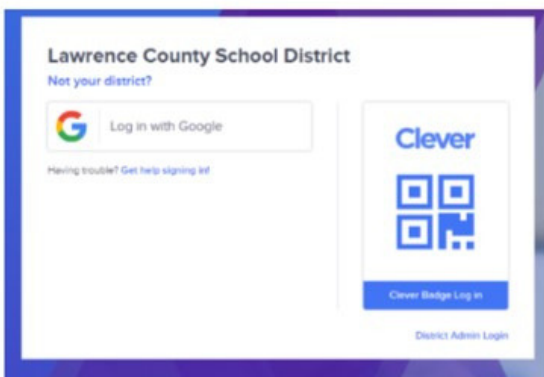 Lawrence County School District
Not your district?
Log in with Google
Having trouble? Get help signing in!
Clever
Clever Badge Log in
District Admin Login